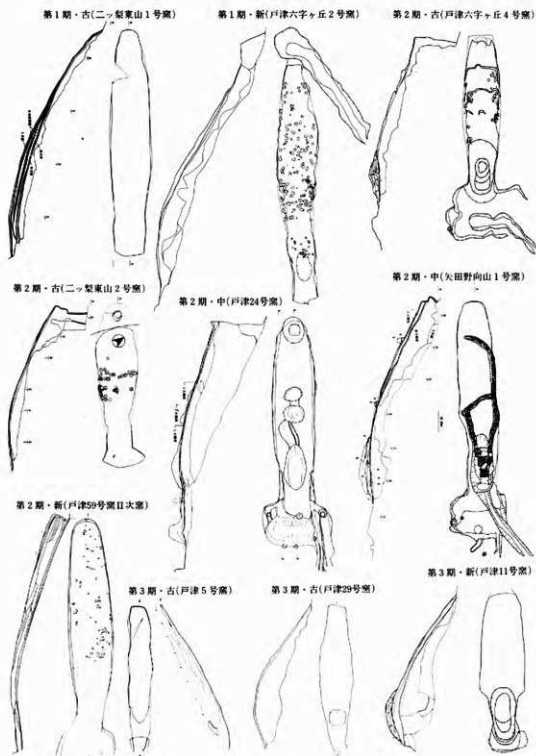 第1期・古(二ッ梨東山1号窯)
第1期・新(戸津六字ヶ丘2号窯)
第2期・古(戸津六字ヶ丘4号窯)
第2期・古(二ッ梨東山2号窯)
第2期・中(戸津24号窯)
第2期・中(矢田野向山1号窯)
第2期・新(戸津59号窯Ⅱ次窯)
第3期・古(戸津5号窯)
第3期・古(戸津29号窯)
第3期・新(戸津11号窯)